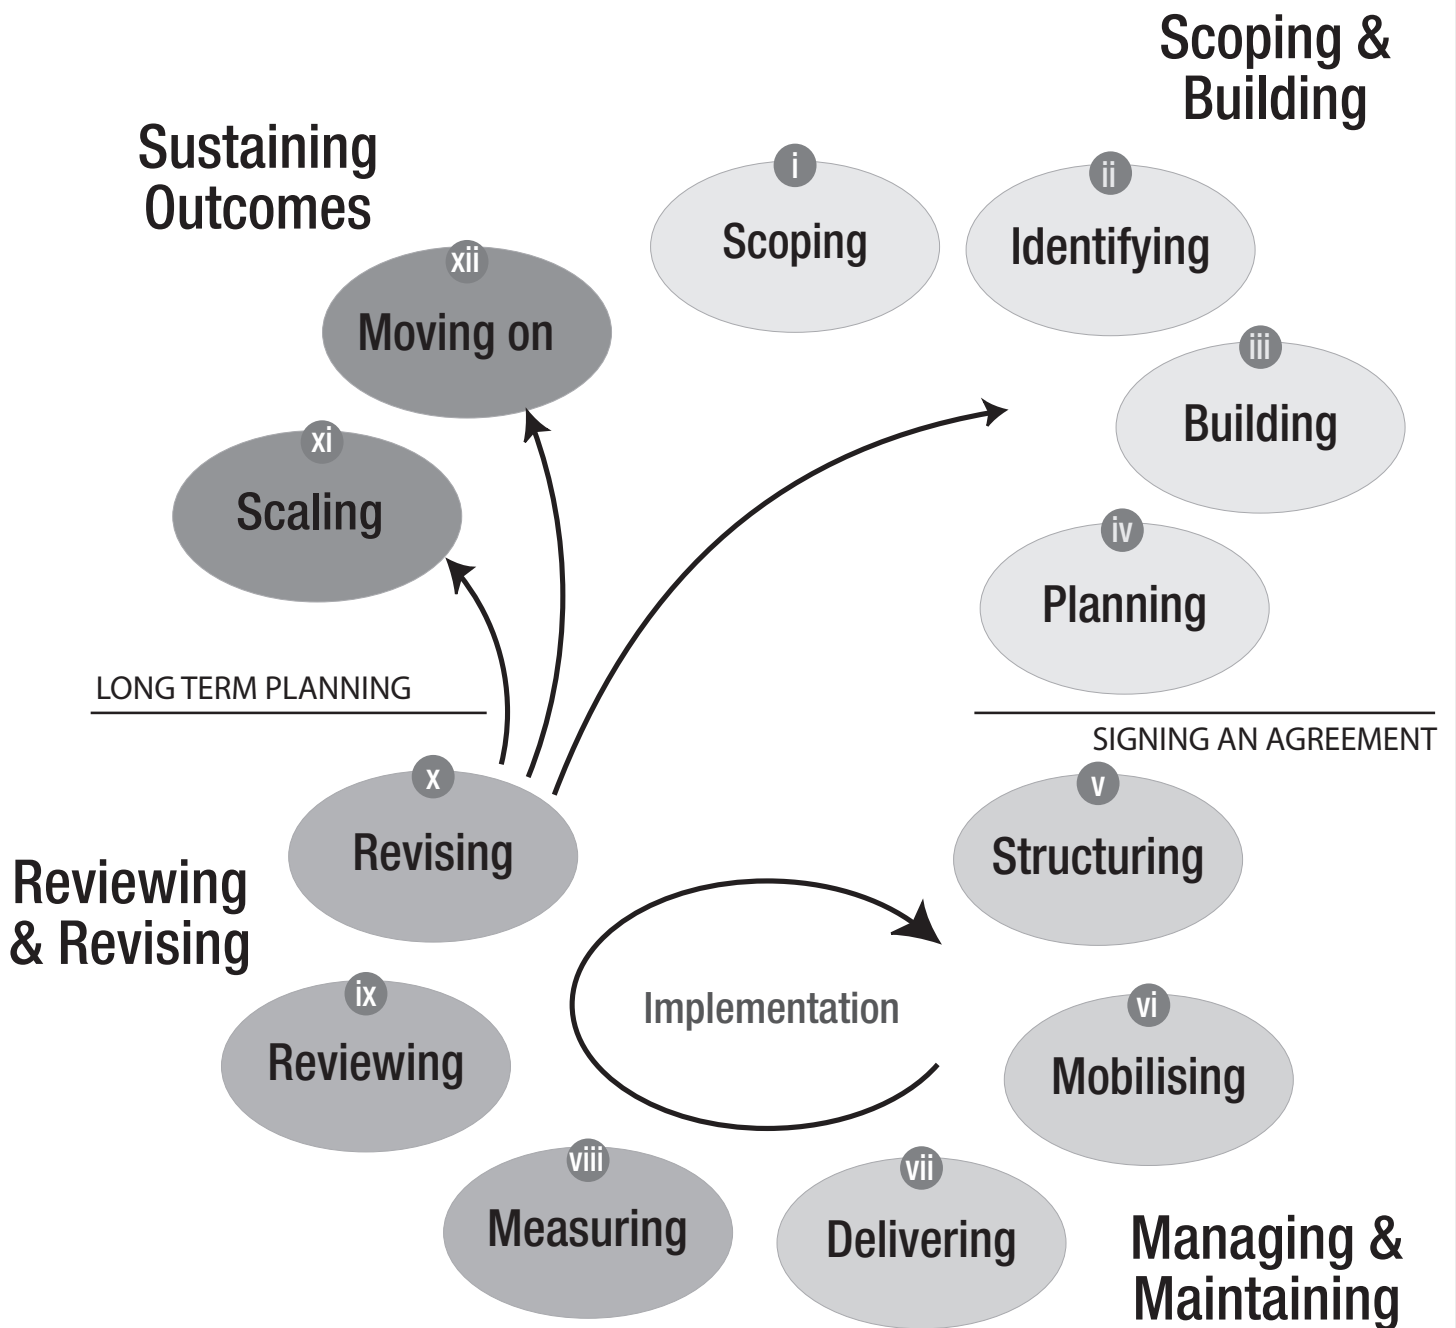 Scoping &
Building
Sustaining
Outcomes
i
Scoping
ii
Identifying
iii
Building
iv
Planning
SIGNING AN AGREEMENT
v
Structuring
vi
Mobilising
vii
Delivering
Managing &
Maintaining
viii
Measuring
ix
Reviewing
x
Revising
Reviewing
& Revising
Implementation
LONG TERM PLANNING
xi
Scaling
xii
Moving on